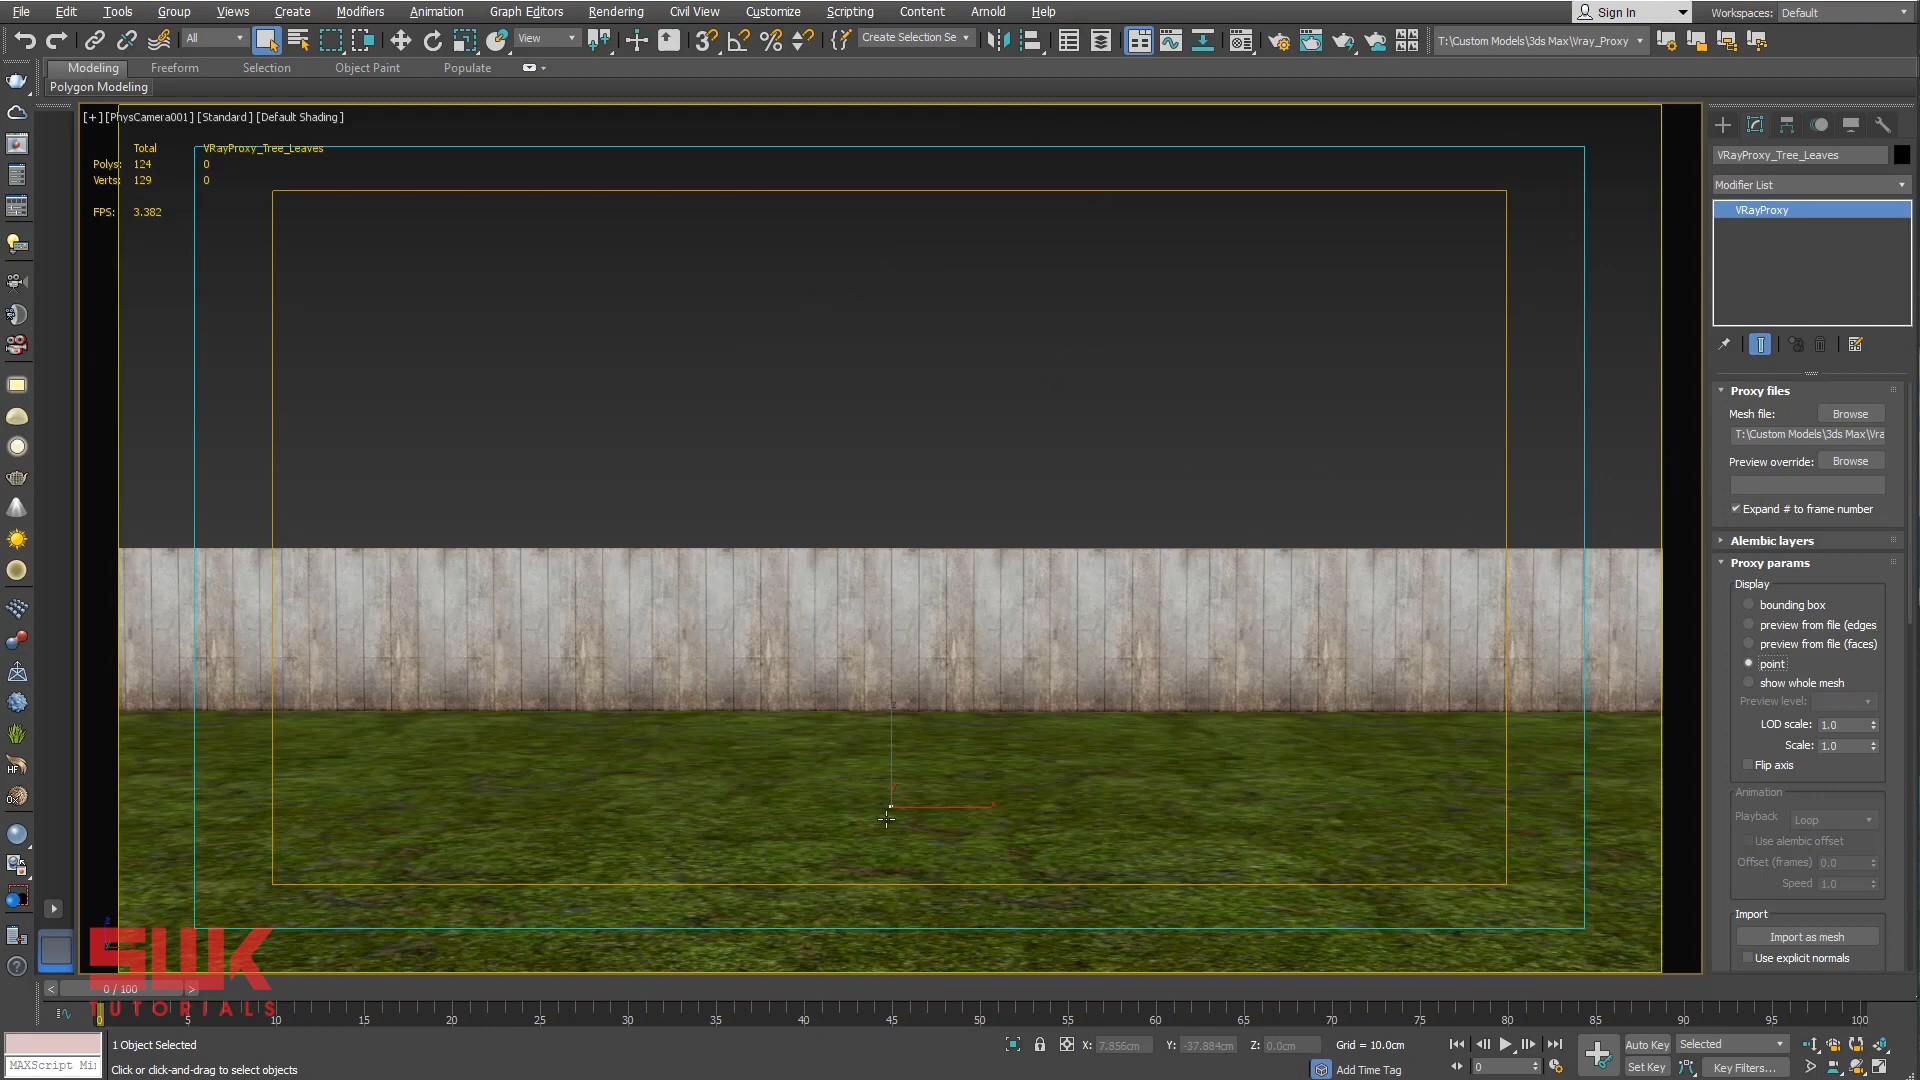 File Edit Tools Group Views Create Modifiers Animation Graph Editors Rendering Civil View Customize Scripting Content Arnold Help Sign In Workspaces: Default
All View Create Selection Se T:\Custom Models\3ds Max\Vray_Proxy
Modeling Freeform Selection Object Paint Populate
Polygon Modeling
[+] [PhysCamera001] [Standard] [Default Shading]
Total VRayProxy_Tree_Leaves
Polys: 124 0
Verts: 129 0
FPS: 3.382
VRayProxy_Tree_Leaves
Modifier List
VRayProxy
Proxy files
Mesh file: Browse
T:\Custom Models\3ds Max\Vra
Preview override: Browse
Expand # to frame number
Alembic layers
Proxy params
Display
bounding box
preview from file (edges
preview from file (faces)
point
show whole mesh
Preview level:
LOD scale: 1.0
Scale: 1.0
Flip axis
Animation
Playback Loop
Use alembic offset
Offset (frames) 0.0
Speed 1.0
Import
Import as mesh
Use explicit normals
SWK
TUTORIALS
< 0 / 100 >
0 5 10 15 20 25 30 35 40 45 50 55 60 65 70 75 80 85 90 95 100
1 Object Selected X: 7.856cm Y: -37.884cm Z: 0.0cm Grid = 10.0cm Auto Key Selected
MAXScript Mi Click or click-and-drag to select objects Add Time Tag 0 Set Key Key Filters...